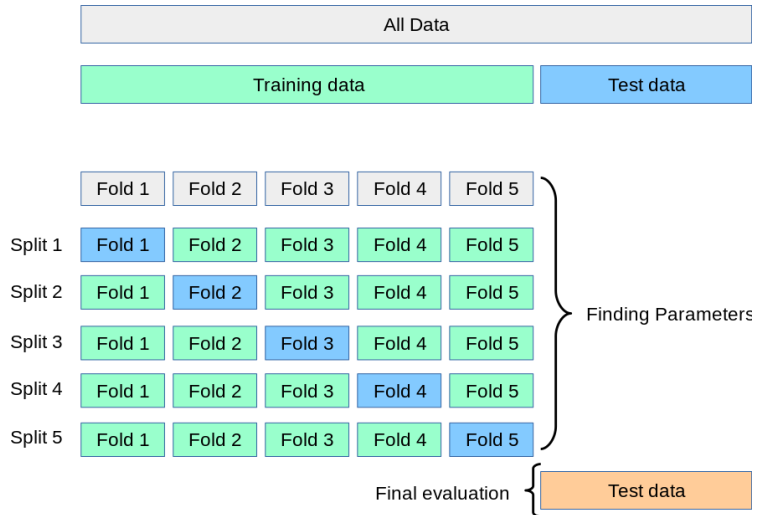 All Data
Training data Test data
Fold 1 Fold 2 Fold 3 Fold 4 Fold 5
Split 1 Fold 1 Fold 2 Fold 3 Fold 4 Fold 5
Split 2 Fold 1 Fold 2 Fold 3 Fold 4 Fold 5
Finding Parameters
Split 3 Fold 1 Fold 2 Fold 3 Fold 4 Fold 5
Split 4 Fold 1 Fold 2 Fold 3 Fold 4 Fold 5
Split 5 Fold 1 Fold 2 Fold 3 Fold 4 Fold 5
Final evaluation Test data